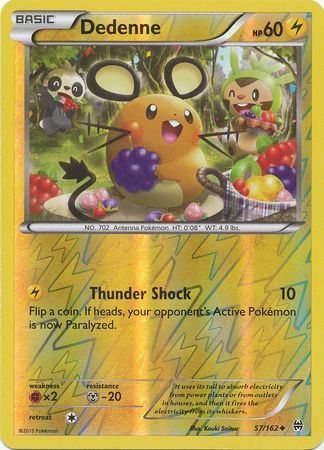 BASIC
Dedenne
HP60
NO. 702 Antenna Pokémon HT: 0'08" WT: 4.9 lbs.
Thunder Shock 10
Flip a coin. If heads, your opponent's Active Pokémon
is now Paralyzed.
weakness
×2
resistance
-20
retreat
It uses its tail to absorb electricity
from power plants or from outlets
in houses, and then it fires the
electricity from its whiskers.
Illus. Kouki Saitou
57/162
©2015 Pokémon